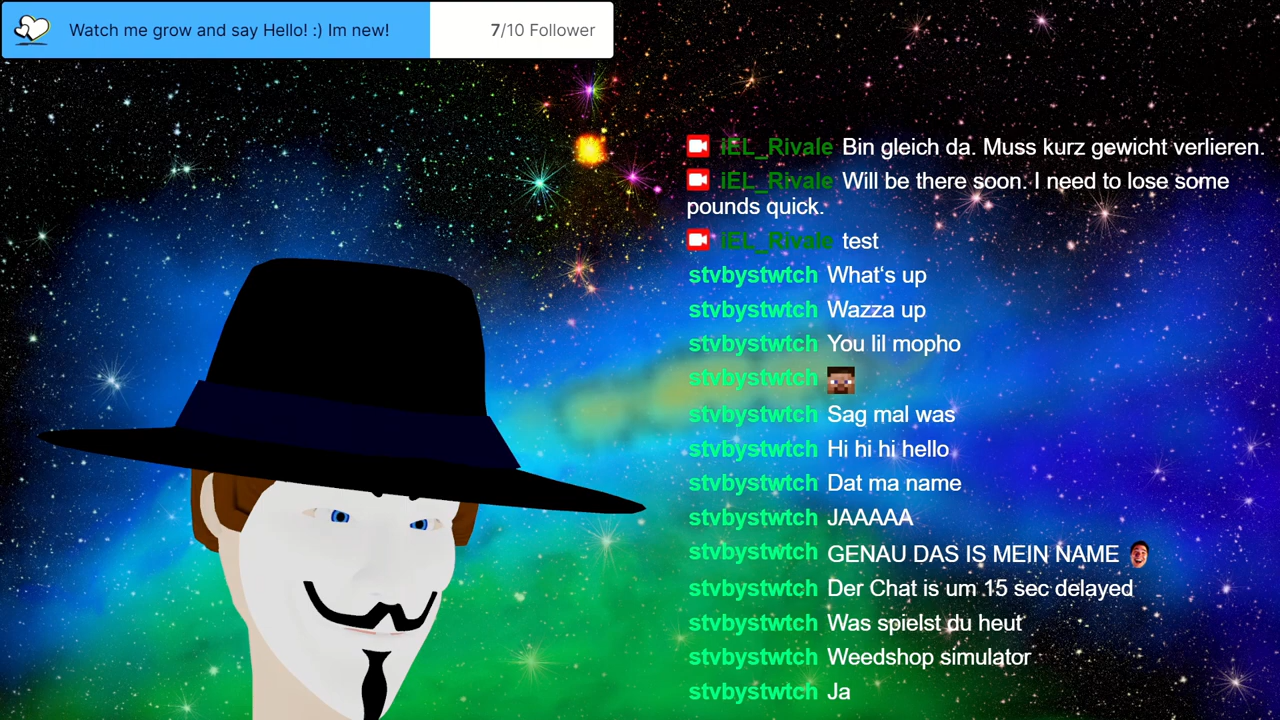 Watch me grow and say Hello! :) Im new! 7/10 Follower
iEL_Rivale Bin gleich da. Muss kurz gewicht verlieren.
iEL_Rivale Will be there soon. I need to lose some
pounds quick.
iEL_Rivale test
stvbystwtch What‘s up
stvbystwtch Wazza up
stvbystwtch You lil mopho
stvbystwtch
stvbystwtch Sag mal was
stvbystwtch Hi hi hi hello
stvbystwtch Dat ma name
stvbystwtch JAAAAA
stvbystwtch GENAU DAS IS MEIN NAME
stvbystwtch Der Chat is um 15 sec delayed
stvbystwtch Was spielst du heut
stvbystwtch Weedshop simulator
stvbystwtch Ja